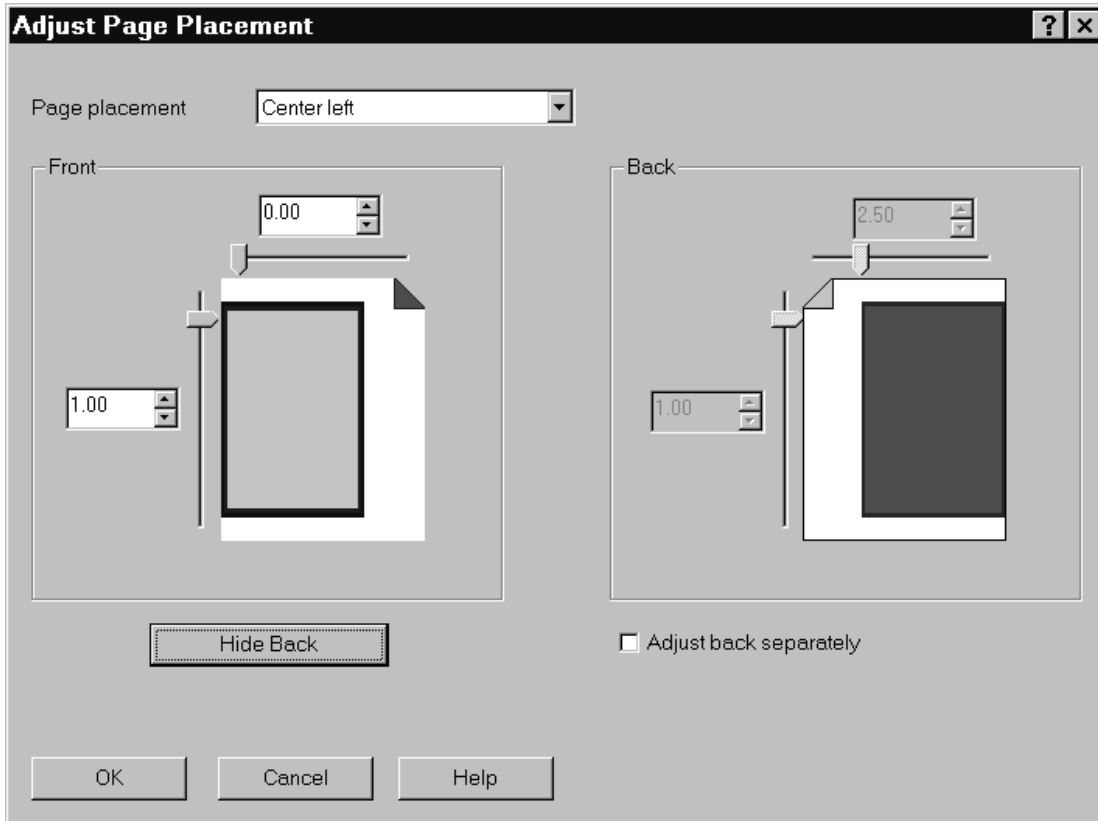 Adjust Page Placement
Page placement Center left
Front
0.00
1.00
Hide Back
Back
2.50
1.00
Adjust back separately
OK Cancel Help